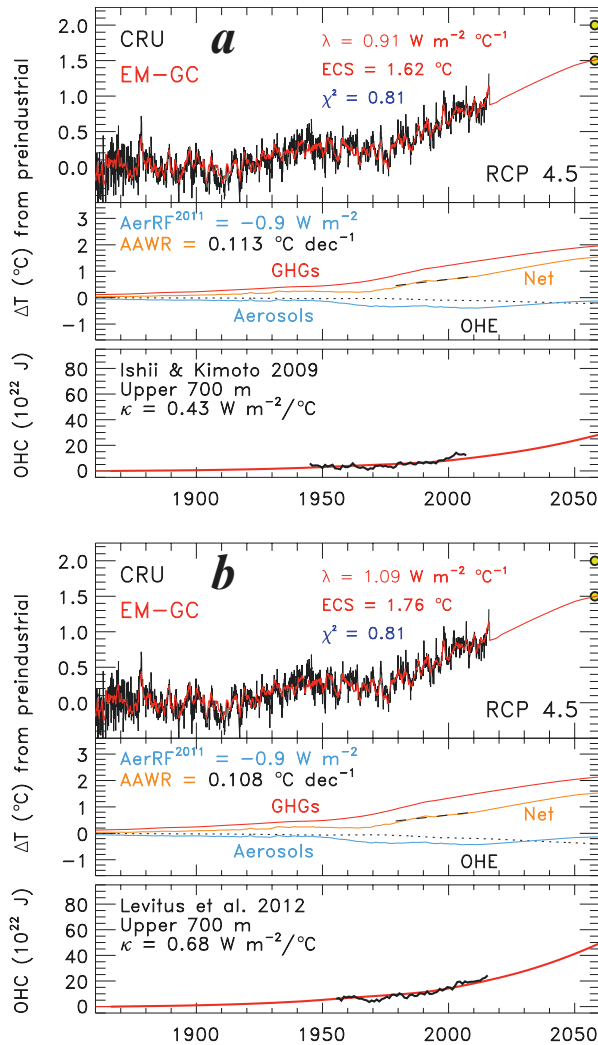 a
CRU
EM−GC
λ = 0.91 W m⁻² °C⁻¹
ECS = 1.62 °C
χ² = 0.81
RCP 4.5
2.0
1.5
1.0
0.5
0.0
ΔT (°C) from preindustrial
AerRF²⁰¹¹ = −0.9 W m⁻²
AAWR = 0.113 °C dec⁻¹
GHGs
Net
Aerosols
OHE
3
2
1
0
−1
Ishii & Kimoto 2009
Upper 700 m
κ = 0.43 W m⁻²/°C
OHC (10²² J)
80
60
40
20
0
1900 1950 2000 2050
b
CRU
EM−GC
λ = 1.09 W m⁻² °C⁻¹
ECS = 1.76 °C
χ² = 0.81
RCP 4.5
2.0
1.5
1.0
0.5
0.0
ΔT (°C) from preindustrial
AerRF²⁰¹¹ = −0.9 W m⁻²
AAWR = 0.108 °C dec⁻¹
GHGs
Net
Aerosols
OHE
3
2
1
0
−1
Levitus et al. 2012
Upper 700 m
κ = 0.68 W m⁻²/°C
OHC (10²² J)
80
60
40
20
0
1900 1950 2000 2050